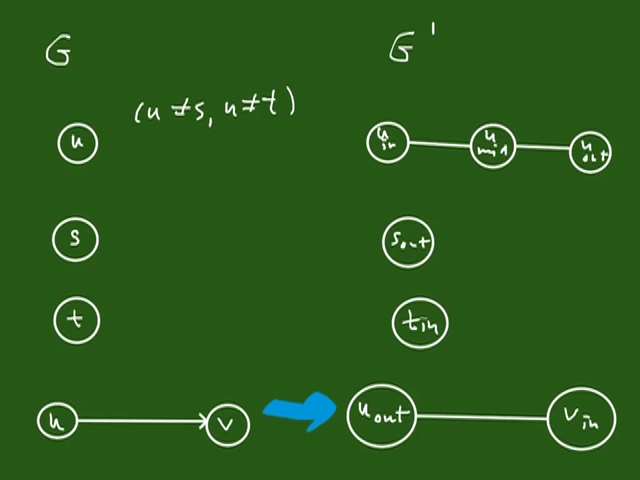 G G'
u (u ≠ s, u ≠ t) u in u mid u out
s s out
t t in
u v u out v in